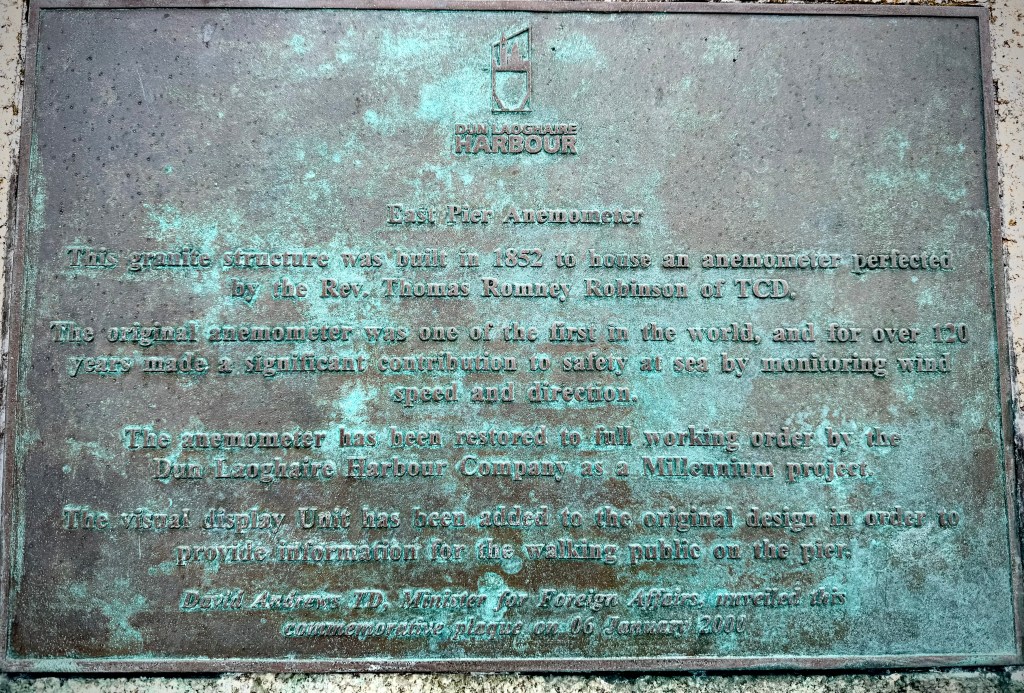 DUN LAOGHAIRE
HARBOUR
East Pier Anemometer
This granite structure was built in 1852 to house an anemometer perfected
by the Rev. Thomas Romney Robinson of TCD.
The original anemometer was one of the first in the world, and for over 120
years made a significant contribution to safety at sea by monitoring wind
speed and direction.
The anemometer has been restored to full working order by the
Dun Laoghaire Harbour Company as a Millennium project.
The visual display Unit has been added to the original design in order to
provide information for the walking public on the pier.
David Andrews TD, Minister for Foreign Affairs, unveiled this
commemorative plaque on 06 January 2000